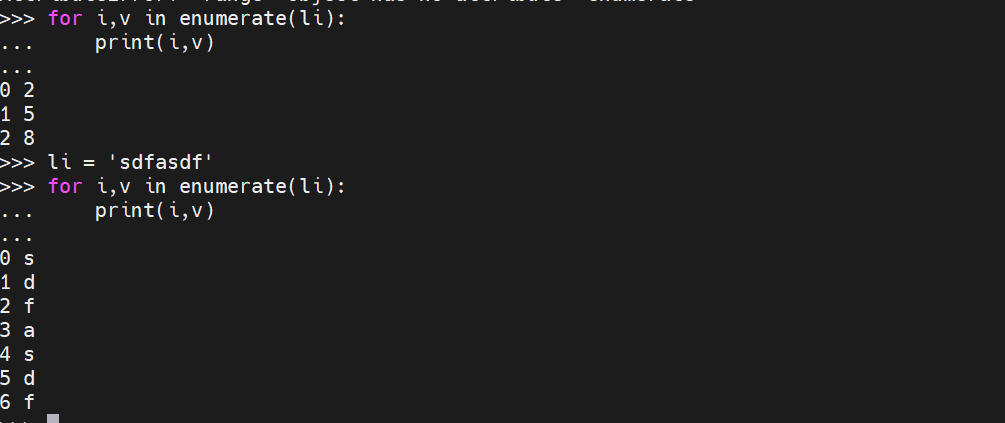 >>> for i,v in enumerate(li):
...     print(i,v)
...
0 2
1 5
2 8
>>> li = 'sdfasdf'
>>> for i,v in enumerate(li):
...     print(i,v)
...
0 s
1 d
2 f
3 a
4 s
5 d
6 f